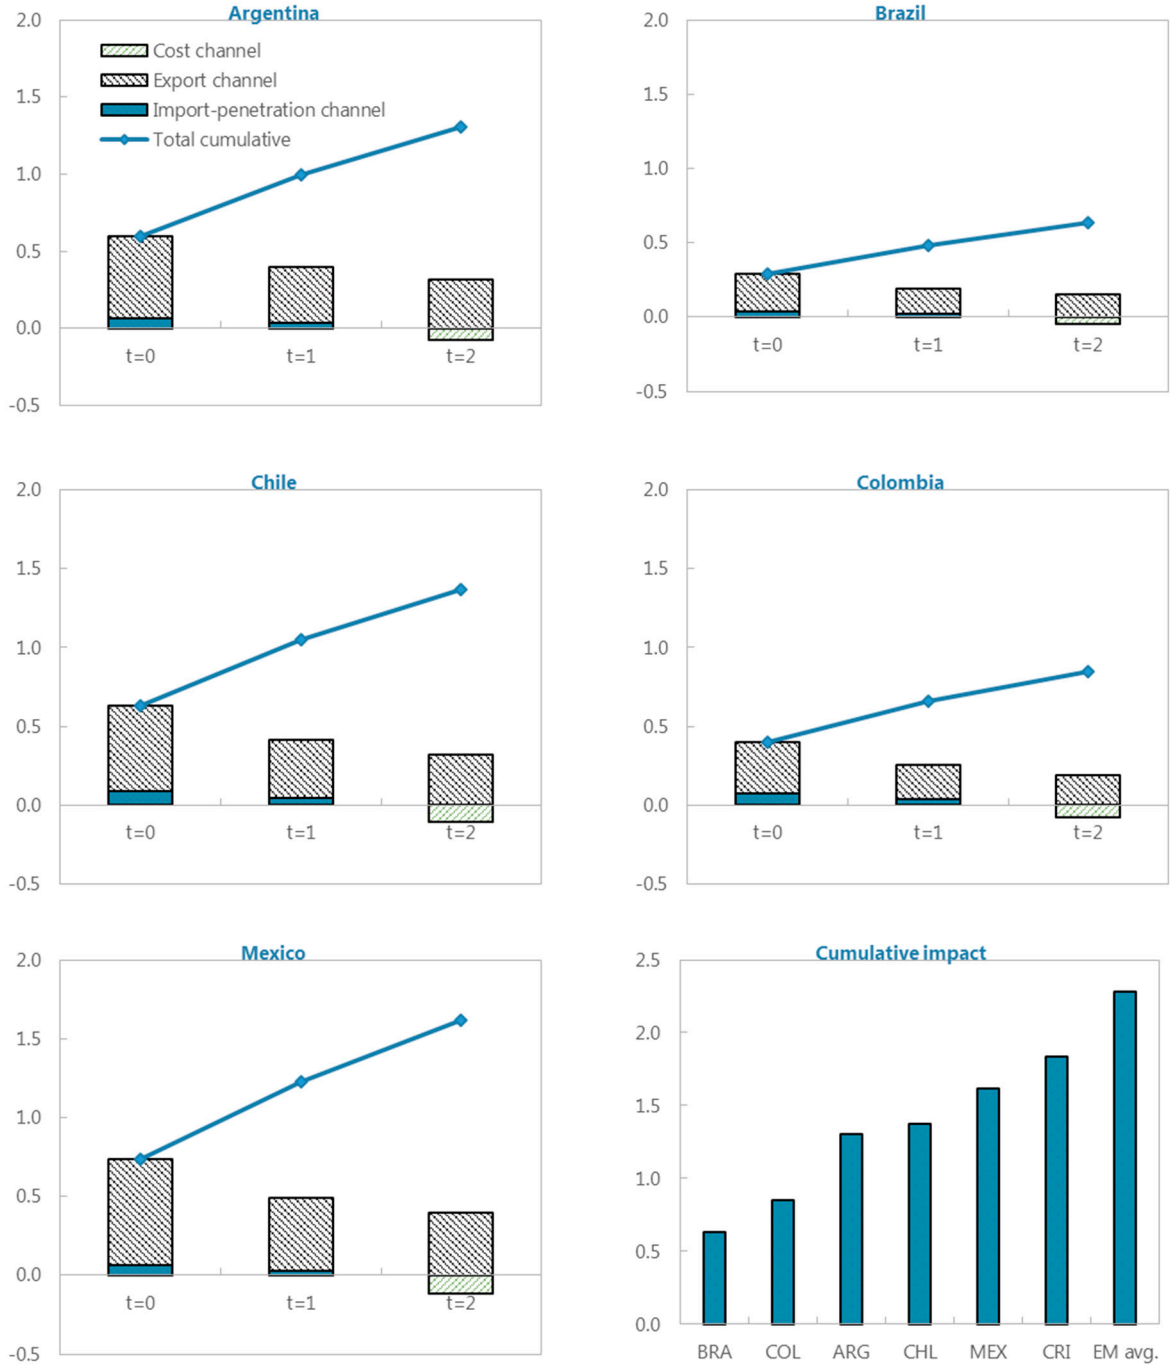 Argentina
2.0
Cost channel
Export channel
1.5
Import-penetration channel
Total cumulative
1.0
0.5
0.0
t=0 t=1 t=2
-0.5
Brazil
2.0
1.5
1.0
0.5
0.0
t=0 t=1 t=2
-0.5
Chile
2.0
1.5
1.0
0.5
0.0
t=0 t=1 t=2
-0.5
Colombia
2.0
1.5
1.0
0.5
0.0
t=0 t=1 t=2
-0.5
Mexico
2.0
1.5
1.0
0.5
0.0
t=0 t=1 t=2
-0.5
Cumulative impact
2.5
2.0
1.5
1.0
0.5
0.0
BRA COL ARG CHL MEX CRI EM avg.